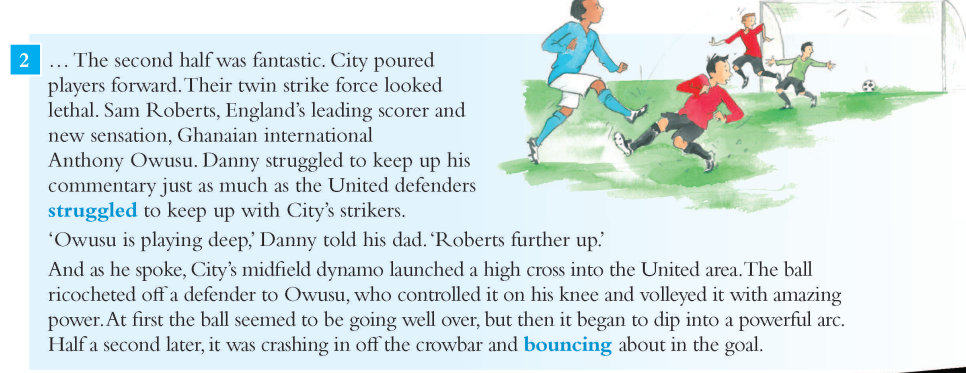 2 … The second half was fantastic. City poured
players forward. Their twin strike force looked
lethal. Sam Roberts, England’s leading scorer and
new sensation, Ghanaian international
Anthony Owusu. Danny struggled to keep up his
commentary just as much as the United defenders
struggled to keep up with City’s strikers.
‘Owusu is playing deep,’ Danny told his dad. ‘Roberts further up.’
And as he spoke, City’s midfield dynamo launched a high cross into the United area. The ball
ricocheted off a defender to Owusu, who controlled it on his knee and volleyed it with amazing
power. At first the ball seemed to be going well over, but then it began to dip into a powerful arc.
Half a second later, it was crashing in off the crowbar and bouncing about in the goal.